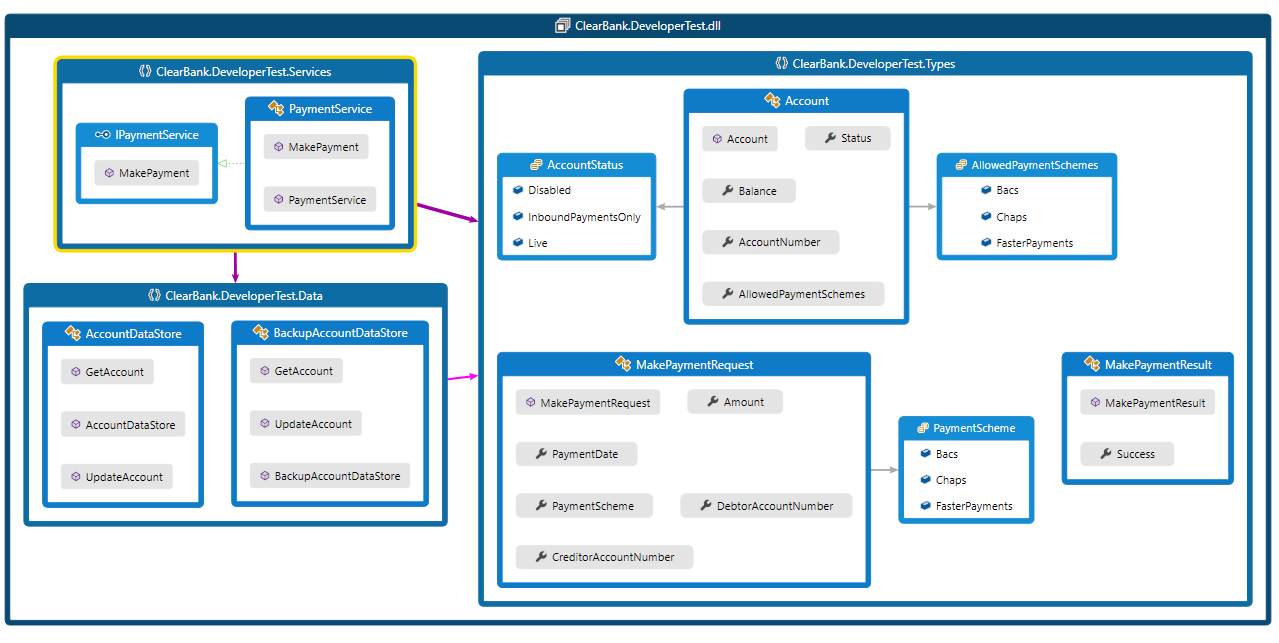 ClearBank.DeveloperTest.dll
ClearBank.DeveloperTest.Services
IPaymentService
MakePayment
PaymentService
MakePayment
PaymentService
ClearBank.DeveloperTest.Data
AccountDataStore
GetAccount
AccountDataStore
UpdateAccount
BackupAccountDataStore
GetAccount
UpdateAccount
BackupAccountDataStore
ClearBank.DeveloperTest.Types
AccountStatus
Disabled
InboundPaymentsOnly
Live
Account
Account
Status
Balance
AccountNumber
AllowedPaymentSchemes
AllowedPaymentSchemes
Bacs
Chaps
FasterPayments
MakePaymentRequest
MakePaymentRequest
Amount
PaymentDate
PaymentScheme
DebtorAccountNumber
CreditorAccountNumber
PaymentScheme
Bacs
Chaps
FasterPayments
MakePaymentResult
MakePaymentResult
Success